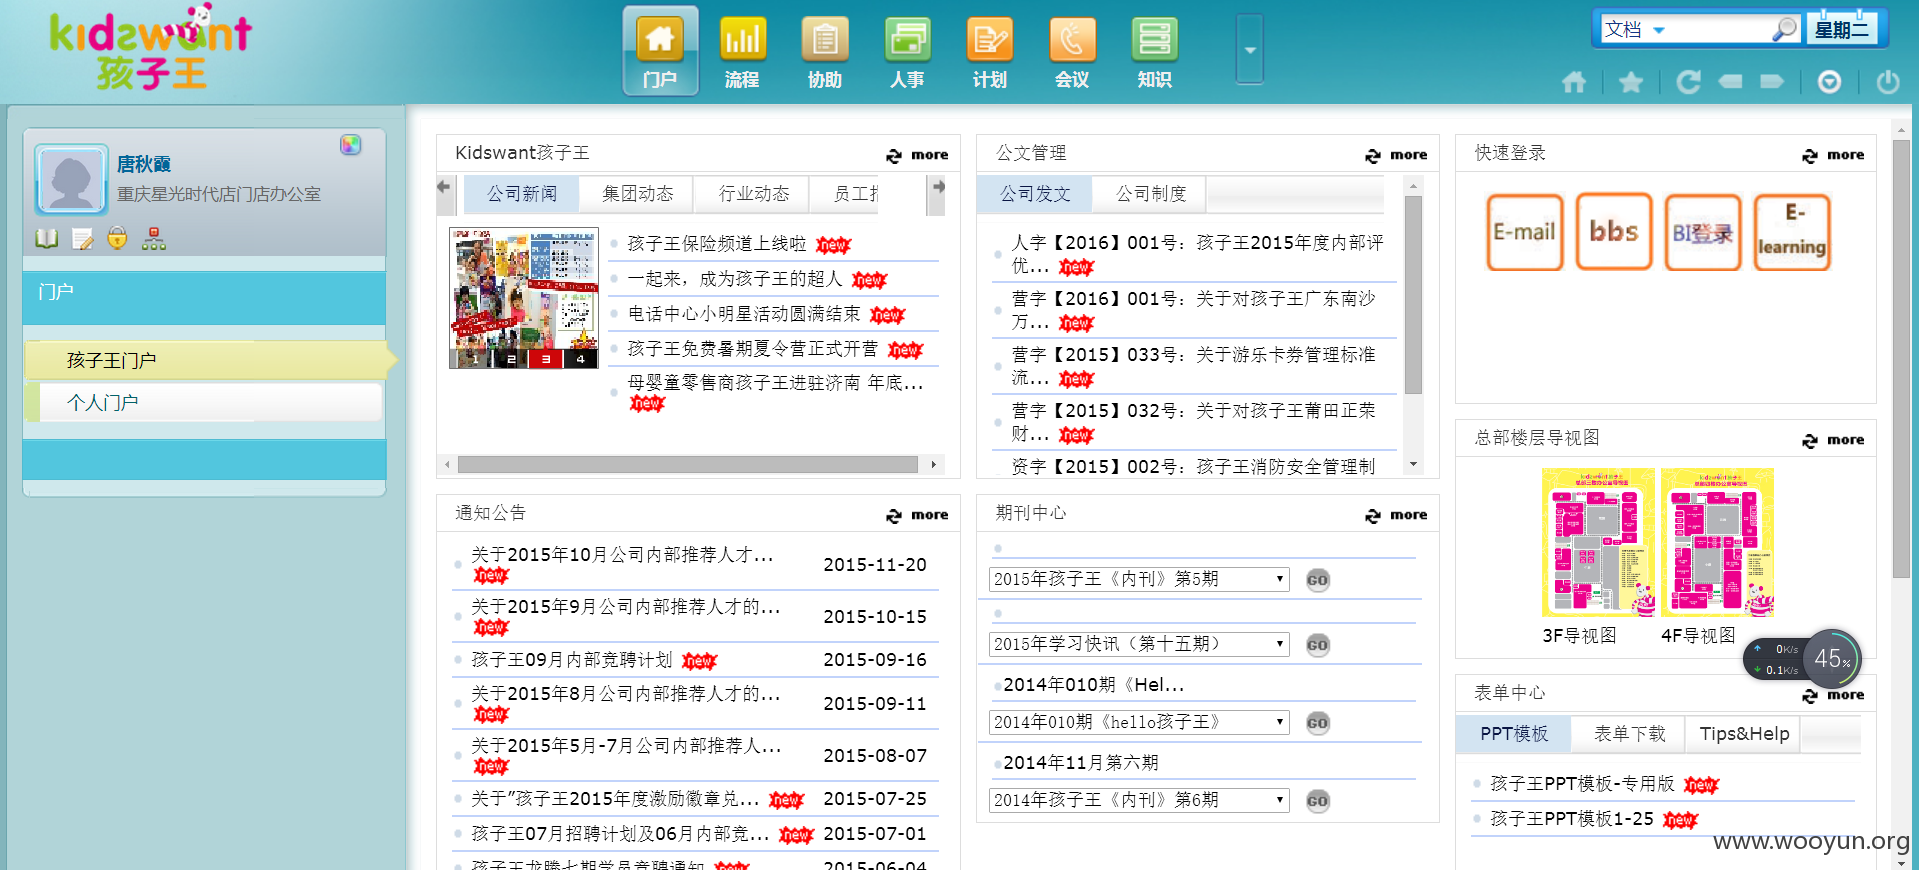 kidswant
孩子王
门户
流程
协助
人事
计划
会议
知识
文档
星期二
唐秋霞
重庆星光时代店门店办公室
门户
孩子王门户
个人门户
Kidswant孩子王
more
公司新闻
集团动态
行业动态
员工
孩子王保险频道上线啦 new
一起来，成为孩子王的超人 new
电话中心小明星活动圆满结束 new
孩子王免费暑期夏令营正式开营 new
母婴童零售商孩子王进驻济南 年底...
new
2
3
4
公文管理
more
公司发文
公司制度
人字【2016】001号：孩子王2015年度内部评
优... new
营字【2016】001号：关于对孩子王广东南沙
万... new
营字【2015】033号：关于游乐卡券管理标准
流... new
营字【2015】032号：关于对孩子王莆田正荣
财... new
资字【2015】002号：孩子王消防安全管理制
快速登录
more
E-mail
bbs
BI登录
E-
learning
总部楼层导视图
more
3F导视图
4F导视图
0K/s
0.1K/s
45%
通知公告
more
关于2015年10月公司内部推荐人才...
new
2015-11-20
关于2015年9月公司内部推荐人才的...
new
2015-10-15
孩子王09月内部竞聘计划 new
2015-09-16
关于2015年8月公司内部推荐人才的...
new
2015-09-11
关于2015年5月-7月公司内部推荐人...
new
2015-08-07
关于”孩子王2015年度激励徽章兑... new
2015-07-25
孩子王07月招聘计划及06月内部竞... new
2015-07-01
孩子王龙腾七期学员竞聘通知 new
2015-06-04
期刊中心
more
2015年孩子王《内刊》第5期
GO
2015年学习快讯（第十五期）
GO
2014年010期《Hel...
2014年010期《hello孩子王》
GO
2014年11月第六期
2014年孩子王《内刊》第6期
GO
表单中心
more
PPT模板
表单下载
Tips&Help
孩子王PPT模板-专用版 new
孩子王PPT模板1-25 new
www.wooyun.org